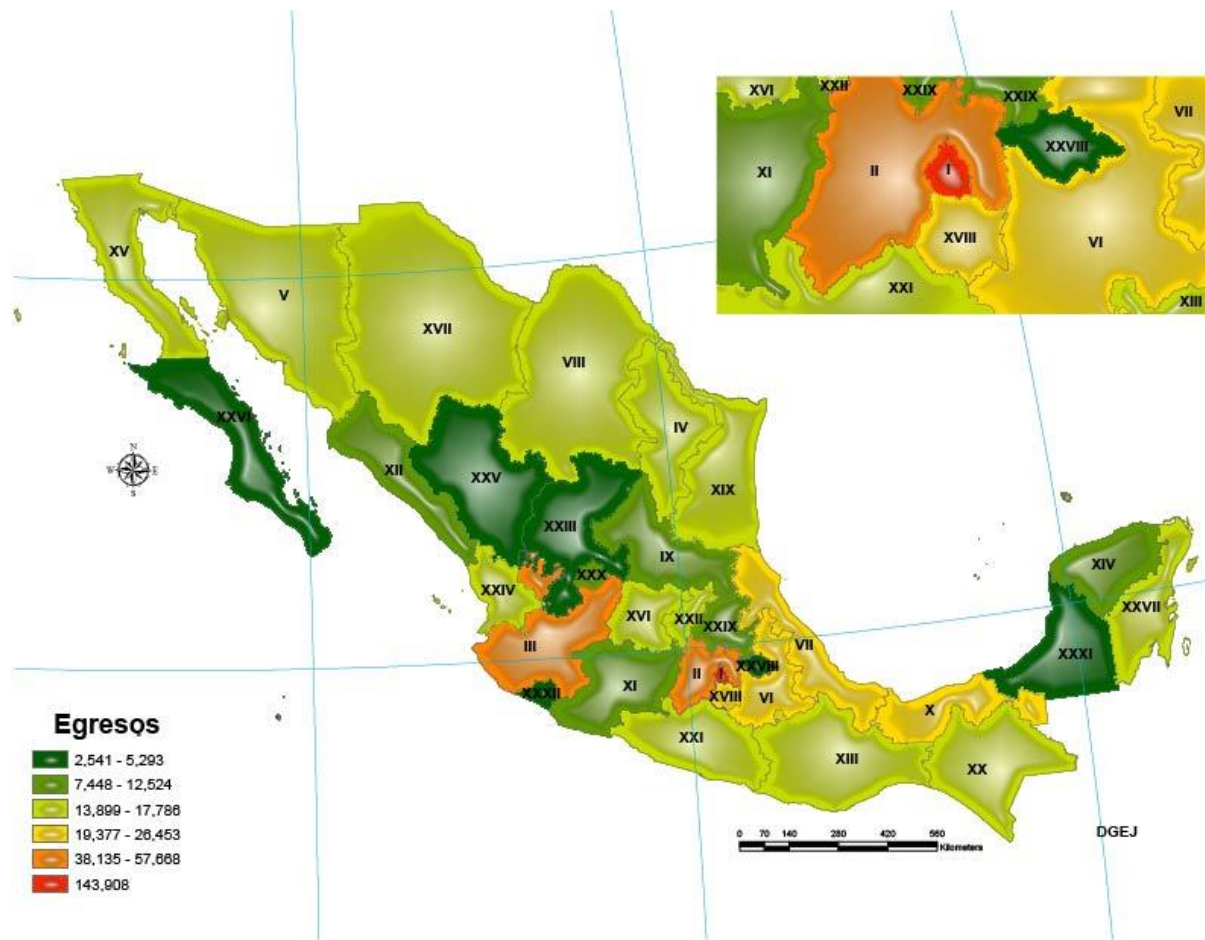 XVI
XXII
XXIX
XXIX
VII
XXVIII
XI
II
I
XVIII
VI
XXI
XIII
XV
V
XVII
VIII
IV
XXVI
N
W E
S
XII
XXV
XIX
XXIII
IX
XXX
XIV
XXIV
XVI
XXII
XXIX
XXVII
III
VII
XXVIII
XXXI
II
I
XI
XXXII
XVIII
VI
X
XXI
XIII
XX
Egresos
2,541 - 5,293
7,448 - 12,524
13,899 - 17,786
19,377 - 26,453
38,135 - 57,668
143,908
0 70 140 280 420 560
Kilometers
DGEJ